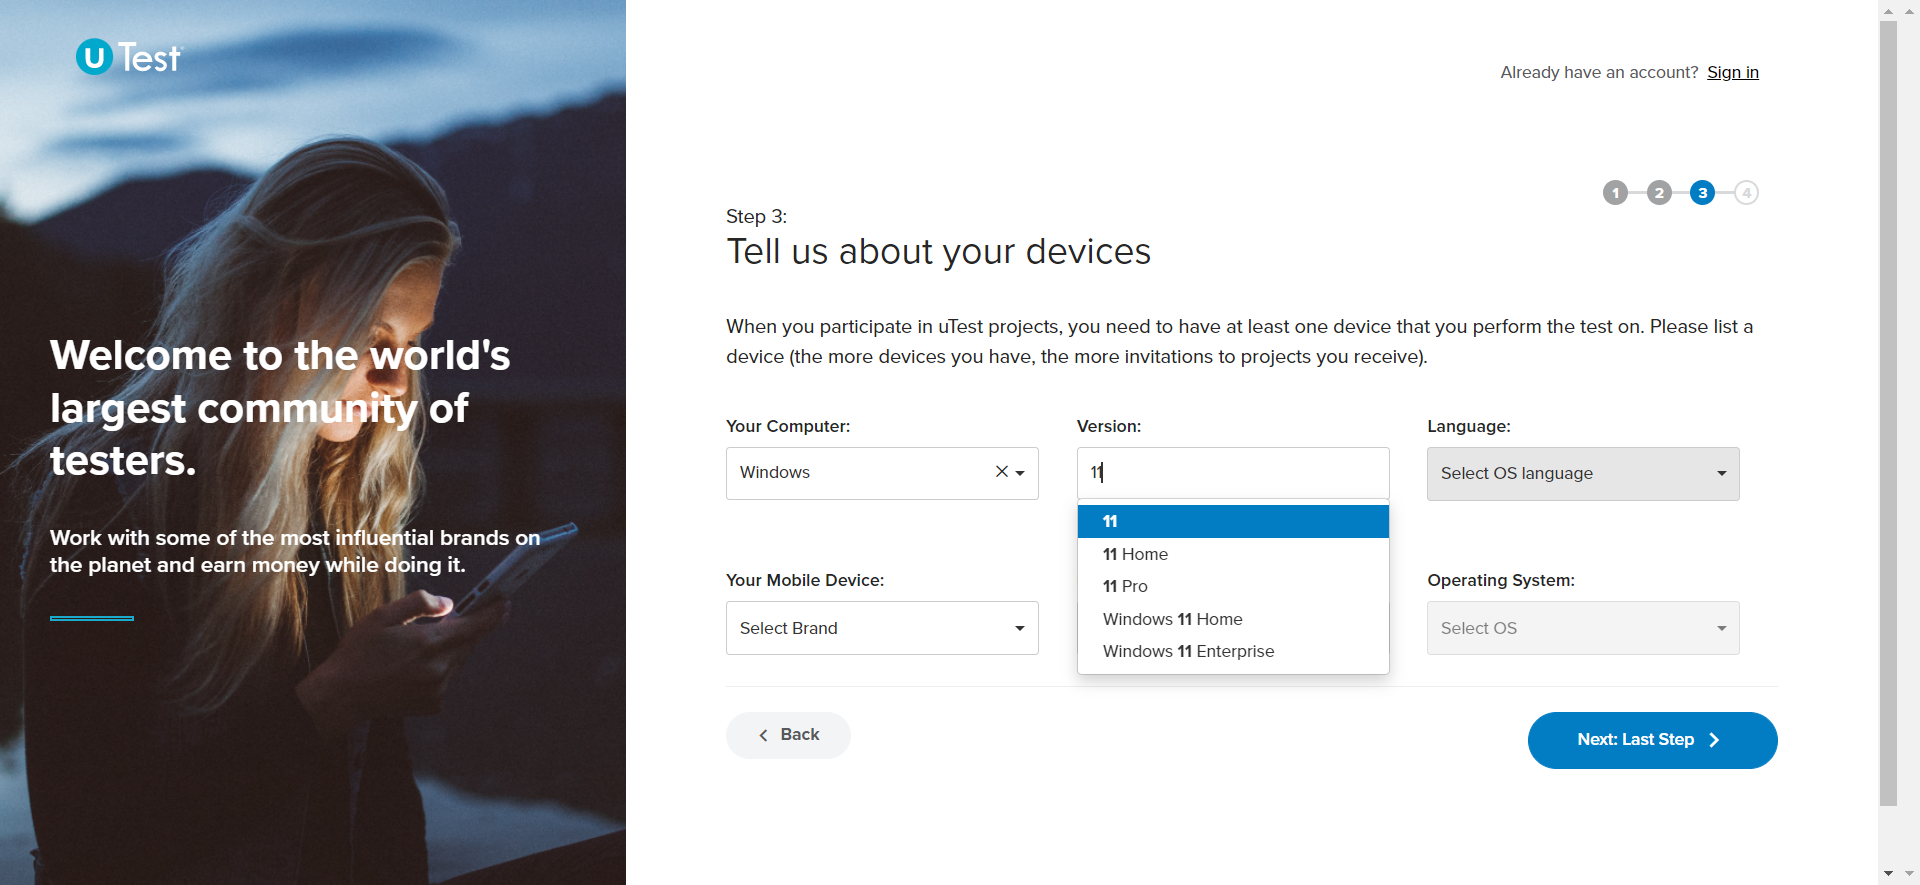 U Test
Welcome to the world's
largest community of
testers.
Work with some of the most influential brands on
the planet and earn money while doing it.
Already have an account? Sign in
1 2 3 4
Step 3:
Tell us about your devices
When you participate in uTest projects, you need to have at least one device that you perform the test on. Please list a
device (the more devices you have, the more invitations to projects you receive).
Your Computer:
Windows
Version:
11
11
11 Home
11 Pro
Windows 11 Home
Windows 11 Enterprise
Language:
Select OS language
Your Mobile Device:
Select Brand
Operating System:
Select OS
Back
Next: Last Step